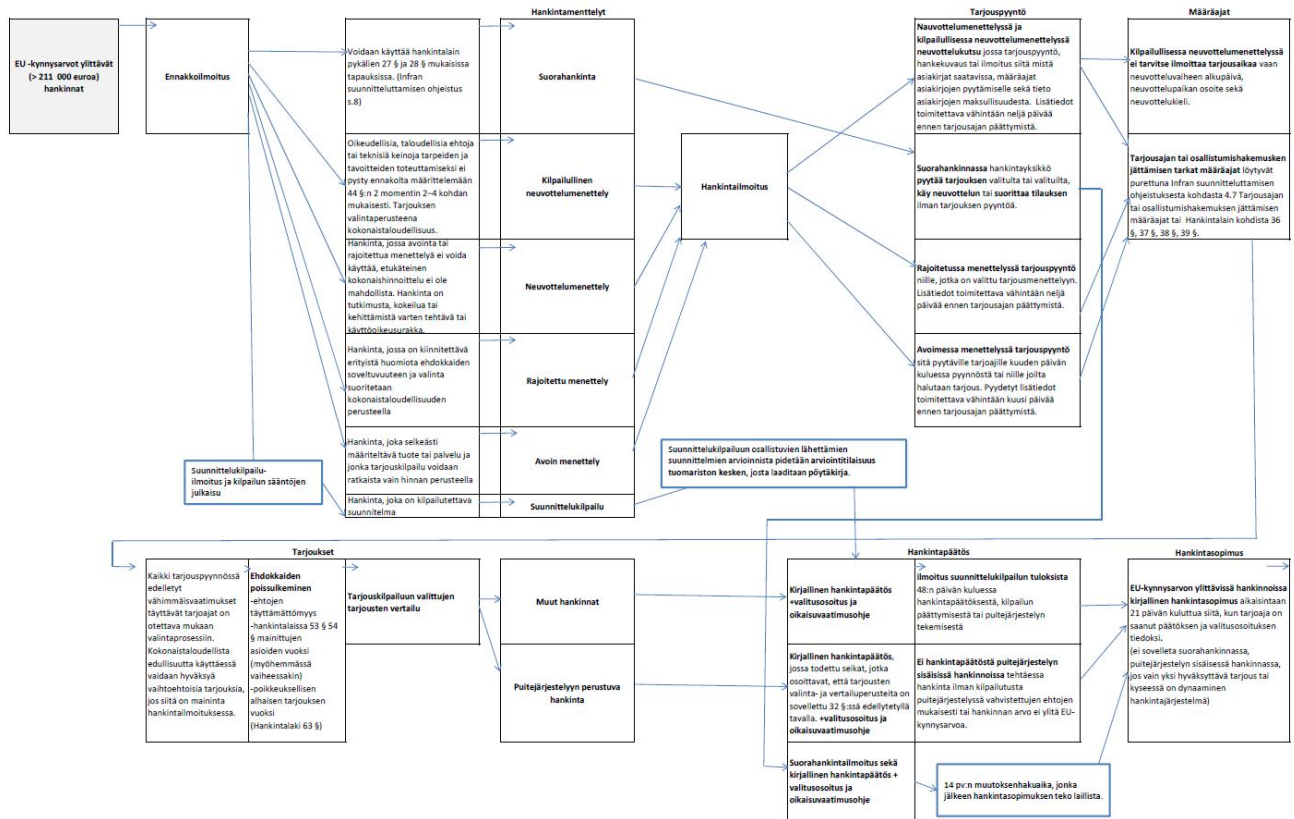 Hankintamenttelyt
Tarjouspyyntö
Määräajat
EU -kynnysarvot ylittävät
(> 211 000 euroa)
hankinnat
Ennakkoilmoitus
Voidaan käyttää hankintalain
pykälien 27 § ja 28 § mukaisissa
tapauksissa. (Infran
suunnitteluttamisen ohjeistus
s.8)
Suorahankinta
Oikeudellisia, taloudellisia ehtoja
tai teknisiä keinoja tarpeiden ja
tavoitteiden toteuttamiseksi ei
pysty ennakolta määrittelemään
44 §:n 2 momentin 2–4 kohdan
mukaisesti. Tarjouksen
valintaperusteena
kokonaistaloudellisuus.
Kilpailullinen
neuvottelumenettely
Hankinta, jossa avointa tai
rajoitettua menettelyä ei voida
käyttää, etukäteinen
kokonaishinnoittelu ei ole
mahdollista. Hankinta on
tutkimusta, kokeilua tai
kehittämistä varten tehtävä tai
käyttöoikeusurakka.
Neuvottelumenettely
Hankinta, jossa on kiinnitettävä
erityistä huomiota ehdokkaiden
soveltuvuuteen ja valinta
suoritetaan
kokonaistaloudellisuuden
perusteella
Rajoitettu menettely
Hankinta, joka selkeästi
määriteltävä tuote tai palvelu ja
jonka tarjouskilpailu voidaan
ratkaista vain hinnan perusteella
Avoin menettely
Hankinta, joka on kilpailutettava
suunnitelma
Suunnittelukilpailu
Suunnittelukilpailu-
ilmoitus ja kilpailun sääntöjen
julkaisu
Hankintailmoitus
Nauvottelumenettelyssä ja
kilpailullisessa neuvottelumenettelyssä
neuvottelukutsu jossa tarjouspyyntö,
hankekuvaus tai ilmoitus siitä mistä
asiakirjat saatavissa, määräajat
asiakirjojen pyytämiselle sekä tieto
asiakirjojen maksullisuudesta. Lisätiedot
toimitettava vähintään neljä päivää
ennen tarjousajan päättymistä.
Suorahankinnassa hankintayksikkö
pyytää tarjouksen valitulta tai valituilta,
käy neuvottelun tai suorittaa tilauksen
ilman tarjouksen pyyntöä.
Rajoitetussa menettelyssä tarjouspyyntö
niille, jotka on valittu tarjousmenettelyyn.
Lisätiedot toimitettava vähintään neljä
päivää ennen tarjousajan päättymistä.
Avoimessa menettelyssä tarjouspyyntö
sitä pyytäville tarjoajille kuuden päivän
kuluessa pyynnöstä tai niille joilta
halutaan tarjous. Pyydetyt lisätiedot
toimitettava vähintään kuusi päivää
ennen tarjousajan päättymistä.
Kilpailullisessa neuvottelumenettelyssä
ei tarvitse ilmoittaa tarjousaikaa vaan
neuvotteluvaiheen alkupäivä,
neuvottelupaikan osoite sekä
neuvottelukieli.
Tarjousajan tai osallistumishakemusken
jättämisen tarkat määräajat löytyvät
purettuna Infran suunnitteluttamisen
ohjeistuksesta kohdasta 4.7 Tarjousajan
tai osallistumishakemuksen jättämisen
määräajat tai Hankintalain kohdista 36
§, 37 §, 38 §, 39 §.
Suunnittelukilpailuun osallistuvien lähettämien
suunnittelmien arvioinnista pidetään arviointitilaisuus
tuomariston kesken, josta laaditaan pöytäkirja.
Tarjoukset
Hankintapäätös
Hankintasopimus
Kaikki tarjouspyynnössä
edelletyt
vähimmäisvaatimukset
täyttävät tarjoajat on
otettava mukaan
valintaprosessiin.
Kokonaistaloudellista
edullisuutta käyttäessä
vaidaan hyväksyä
vaihtoehtoisia tarjouksia,
jos siitä on maininta
hankintailmoituksessa.
Ehdokkaiden
poissulkeminen
-ehtojen
täyttämättömyys
-hankintalaissa 53 § 54
§ mainittujen
asioiden vuoksi
(myöhemmässä
vaiheessakin)
-poikkeuksellisen
alhaisen tarjouksen
vuoksi
(Hankintalaki 63 §)
Tarjouskilpailuun valittujen
tarjousten vertailu
Muut hankinnat
Puitejärjestelyyn perustuva
hankinta
Kirjallinen hankintapäätös
+valitusosoitus ja
oikaisuvaatimusohje
ilmoitus suunnittelukilpailun tuloksista
48:n päivän kuluessa
hankintapäätöksestä, kilpailun
päättymisestä tai puitejärjestelyn
tekemisestä
Kirjallinen hankintapäätös,
jossa todettu seikat, jotka
osoittavat, että tarjousten
valinta- ja vertailuperusteita on
sovellettu 32 §:ssä edellytetyllä
tavalla. +valitusosoitus ja
oikaisuvaatimusohje
Ei hankintapäätöstä puitejärjestelyn
sisäisissä hankinnoissa tehtäessä
hankinta ilman kilpailutusta
puitejärjestelyssä vahvistettujen ehtojen
mukaisesti tai hankinnan arvo ei ylitä EU-
kynnysarvoa.
Suorahankintailmoitus sekä
kirjallinen hankintapäätös +
valitusosoitus ja
oikaisuvaatimusohje
14 pv:n muutoksenhakuaika, jonka
jälkeen hankintasopimuksen teko laillista.
EU-kynnysarvon ylittävissä hankinnoissa
kirjallinen hankintasopimus aikaisintaan
21 päivän kuluttua siitä, kun tarjoaja on
saanut päätöksen ja valitusosoituksen
tiedoksi.
(ei sovelleta suorahankinnassa,
puitejärjestelyn sisäisessä hankinnassa,
jos vain yksi hyväksyttävä tarjous tai
kyseessä on dynaaminen
hankintajärjestelmä)